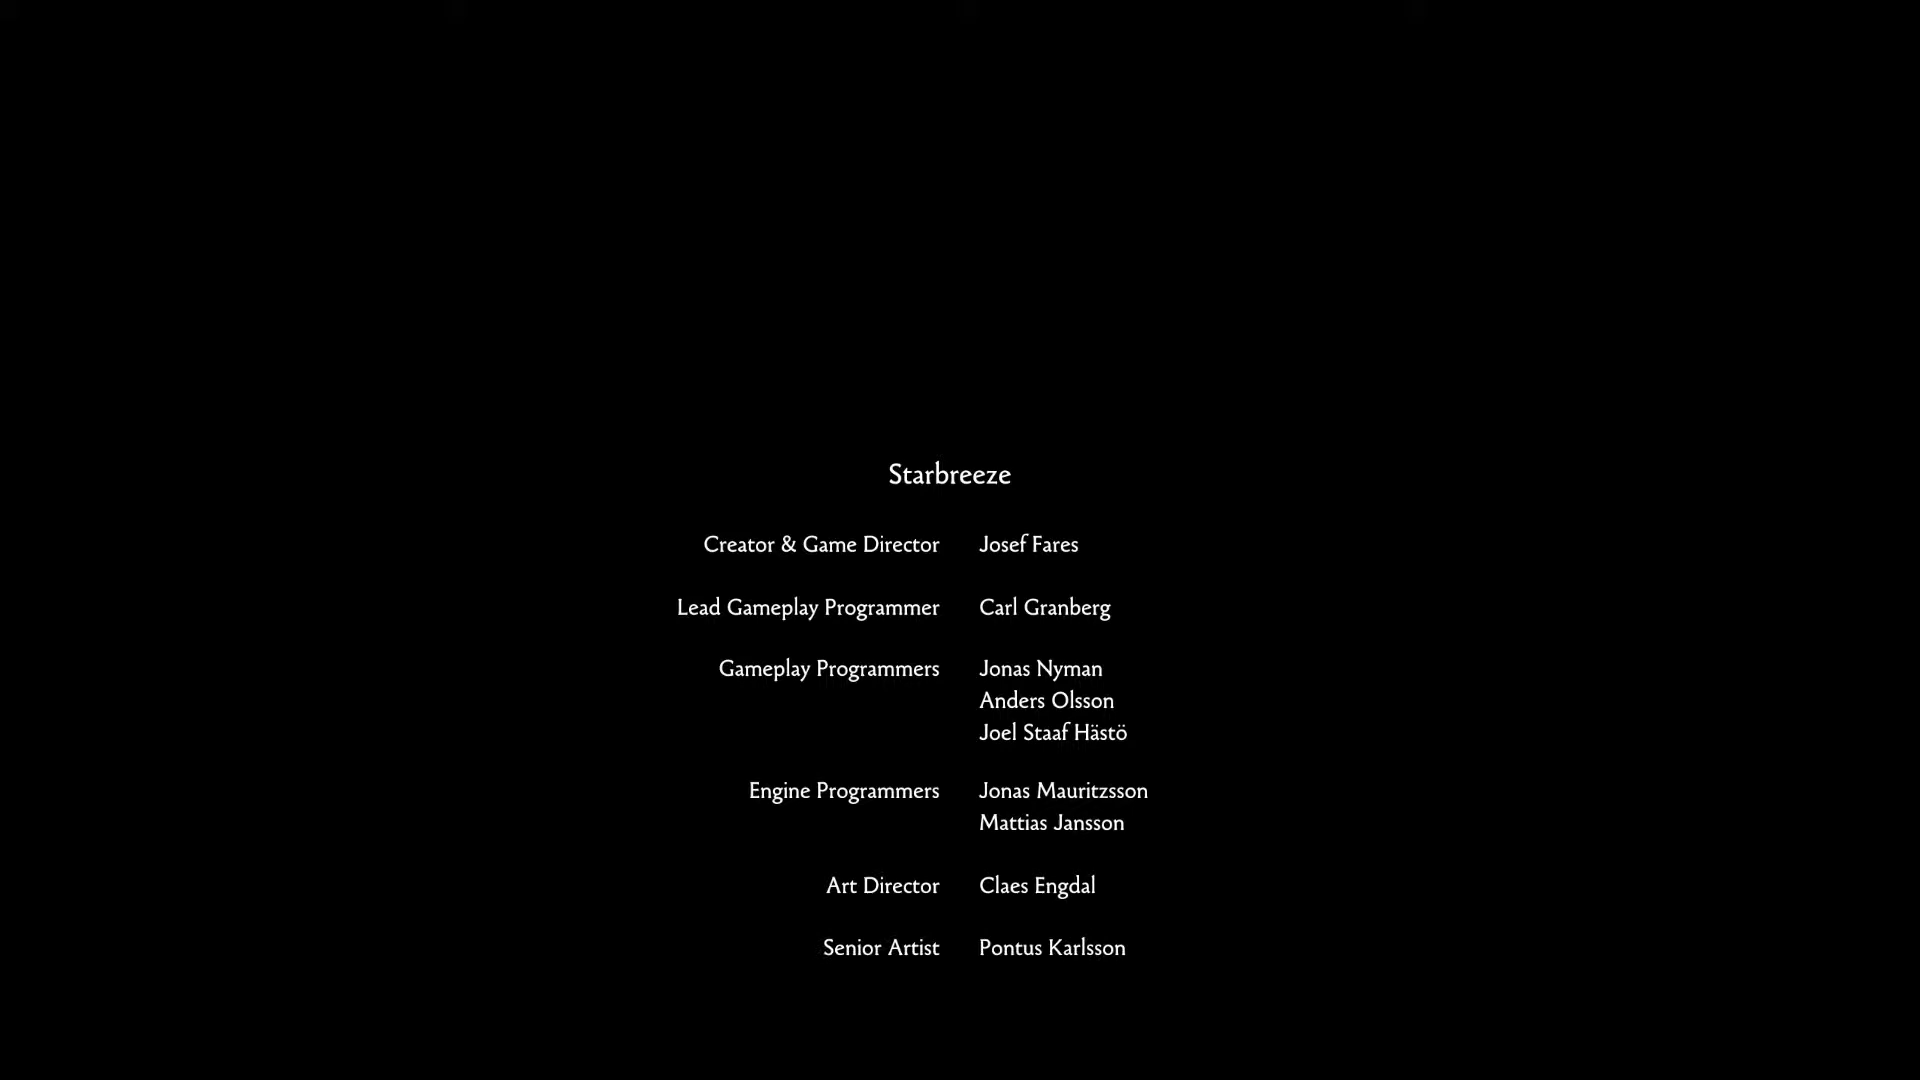 Starbreeze
Creator & Game Director Josef Fares
Lead Gameplay Programmer Carl Granberg
Gameplay Programmers Jonas Nyman
Anders Olsson
Joel Staaf Hästö
Engine Programmers Jonas Mauritzsson
Mattias Jansson
Art Director Claes Engdal
Senior Artist Pontus Karlsson